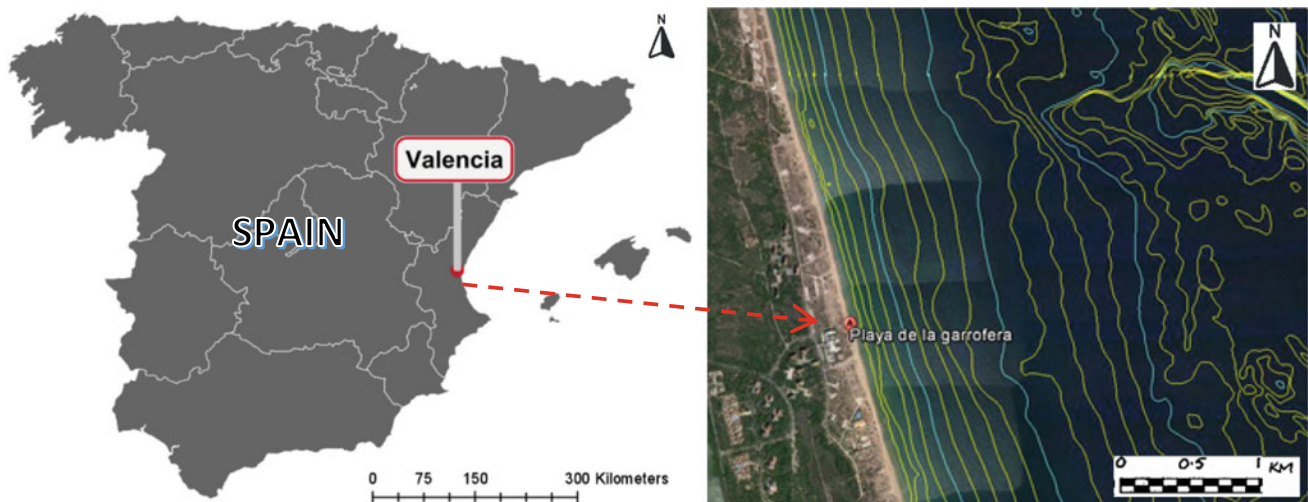 N
Valencia
SPAIN
0 75 150 300 Kilometers
N
Playa de la garrofera
0 0.5 1 KM